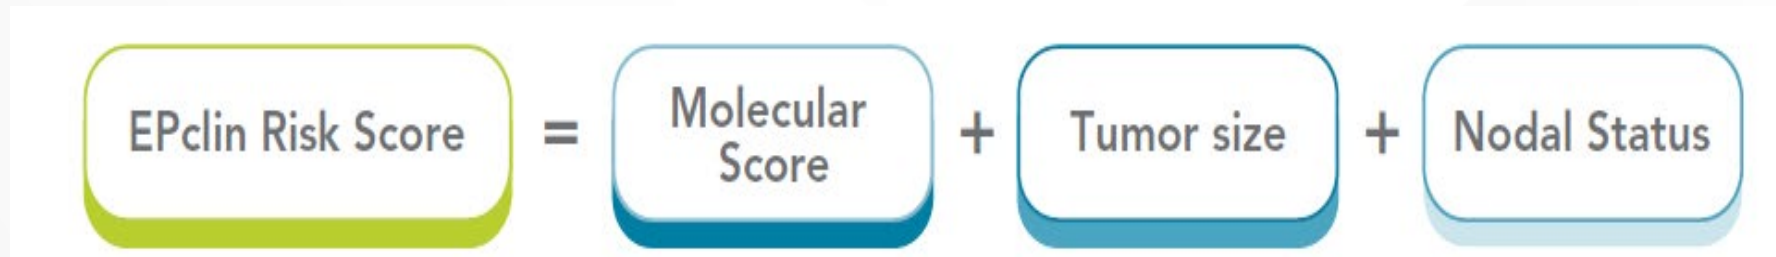 EPclin Risk Score = Molecular Score + Tumor size + Nodal Status